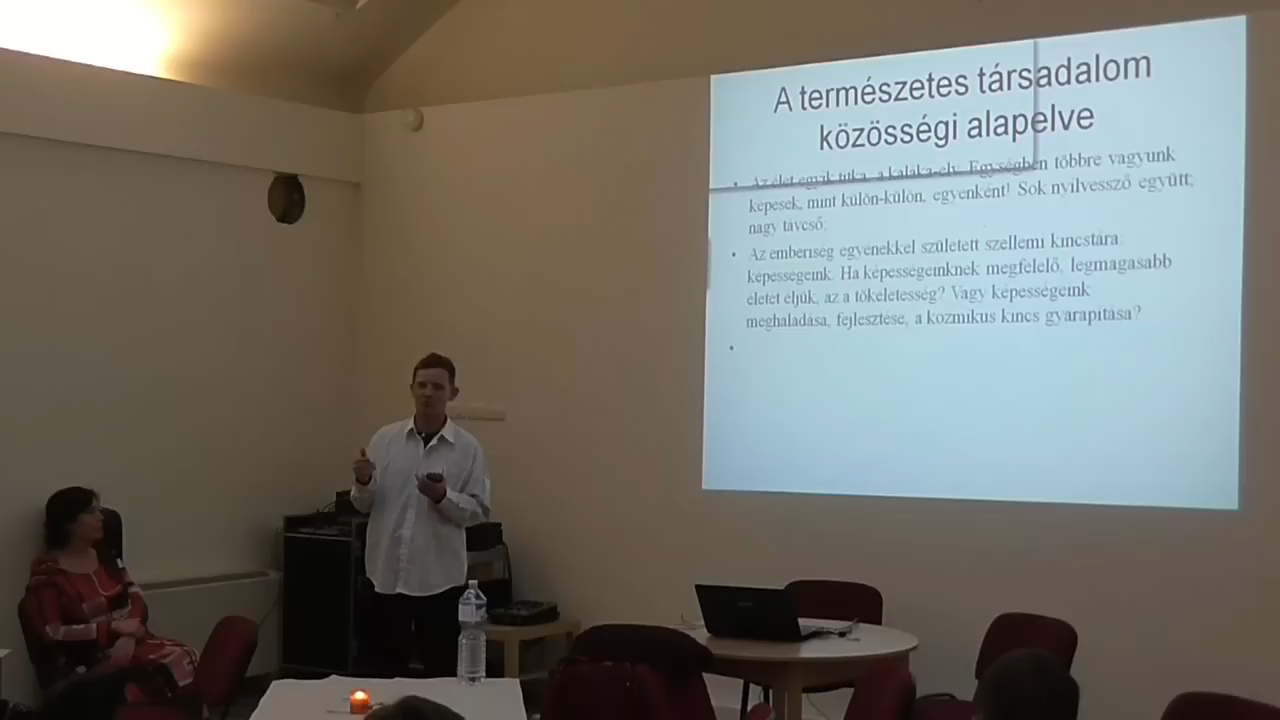 A természetes társadalom
közösségi alapelve
• Az élet egyik titka, a kaláka-elv. Egységben többre vagyunk
képesek, mint külön-külön, egyenként! Sok nyílvessző együtt;
nagy távcső.
• Az emberiség egyénekkel született szellemi kincstára
képességeink. Ha képességeinknek megfelelő, legmagasabb
életet éljük, az a tökéletesség? Vagy képességeink
meghaladása, fejlesztése, a kozmikus kincs gyarapítása?
•